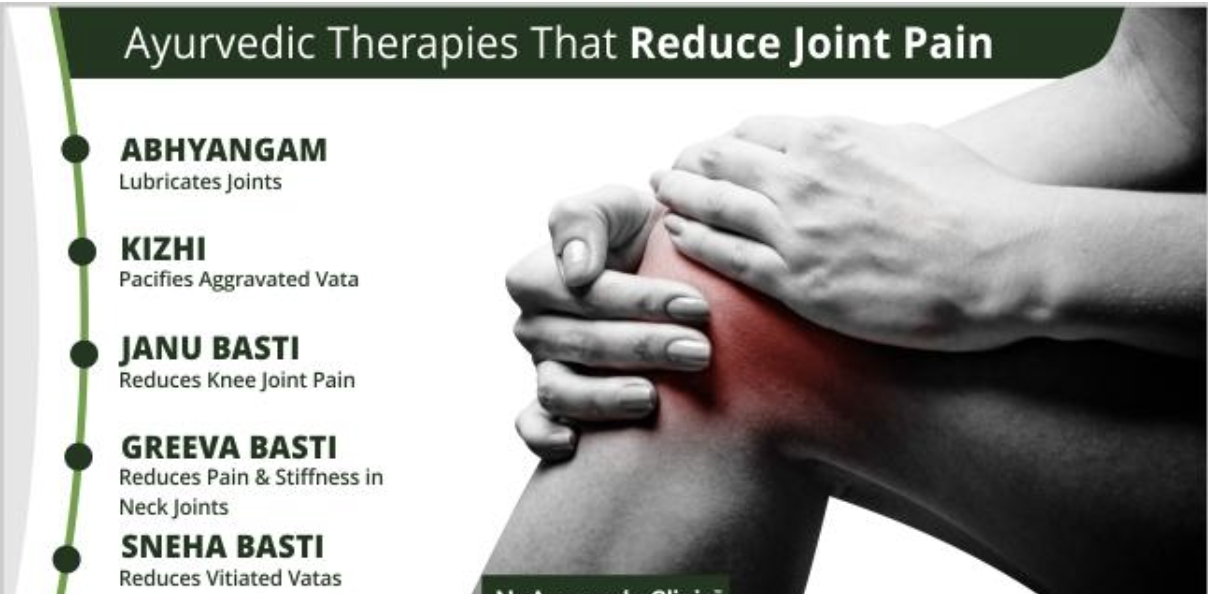 Ayurvedic Therapies That Reduce Joint Pain
ABHYANGAM
Lubricates Joints
KIZHI
Pacifies Aggravated Vata
JANU BASTI
Reduces Knee Joint Pain
GREEVA BASTI
Reduces Pain & Stiffness in
Neck Joints
SNEHA BASTI
Reduces Vitiated Vatas